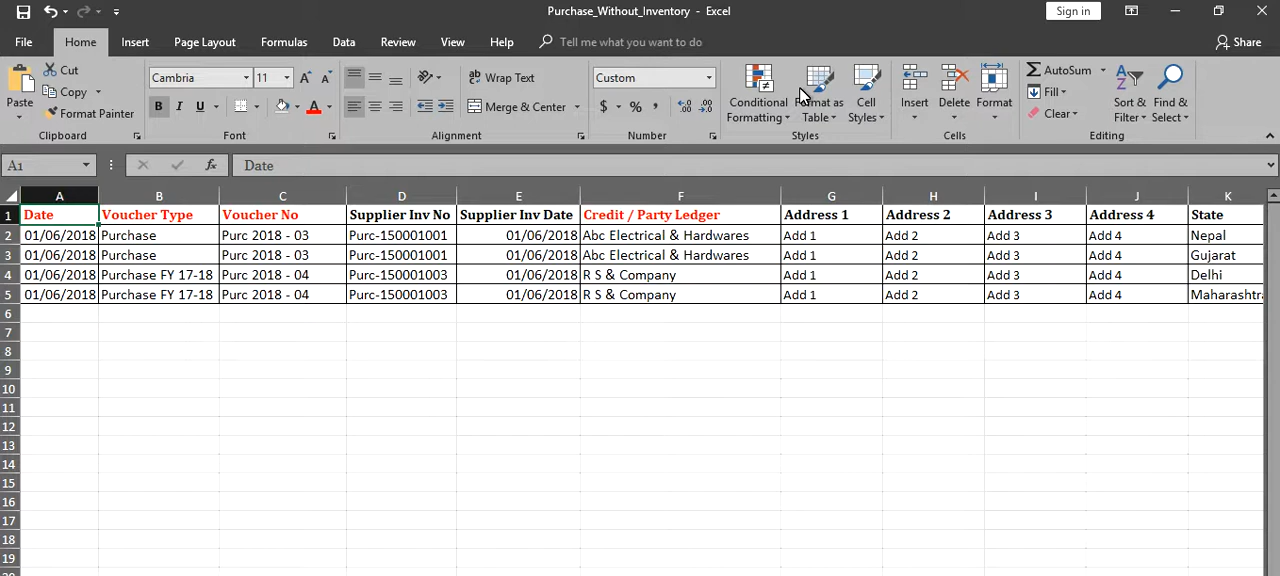 Purchase_Without_Inventory - Excel
Sign in
File Home Insert Page Layout Formulas Data Review View Help Tell me what you want to do Share
Paste
Cut
Copy
Format Painter
Clipboard
Cambria 11 A A
B I U A
Font
ab
Wrap Text
Merge & Center
Alignment
Custom
$ % , .00 .00
Number
Conditional Formatting
Format as Table
Cell Styles
Styles
Insert
Delete
Format
Cells
AutoSum
Fill
Clear
Sort & Filter
Find & Select
Editing
A1 fx Date
A B C D E F G H I J K
1 Date Voucher Type Voucher No Supplier Inv No Supplier Inv Date Credit / Party Ledger Address 1 Address 2 Address 3 Address 4 State
2 01/06/2018 Purchase Purc 2018 - 03 Purc-150001001 01/06/2018 Abc Electrical & Hardwares Add 1 Add 2 Add 3 Add 4 Nepal
3 01/06/2018 Purchase Purc 2018 - 03 Purc-150001001 01/06/2018 Abc Electrical & Hardwares Add 1 Add 2 Add 3 Add 4 Gujarat
4 01/06/2018 Purchase FY 17-18 Purc 2018 - 04 Purc-150001003 01/06/2018 R S & Company Add 1 Add 2 Add 3 Add 4 Delhi
5 01/06/2018 Purchase FY 17-18 Purc 2018 - 04 Purc-150001003 01/06/2018 R S & Company Add 1 Add 2 Add 3 Add 4 Maharashtra
6
7
8
9
10
11
12
13
14
15
16
17
18
19